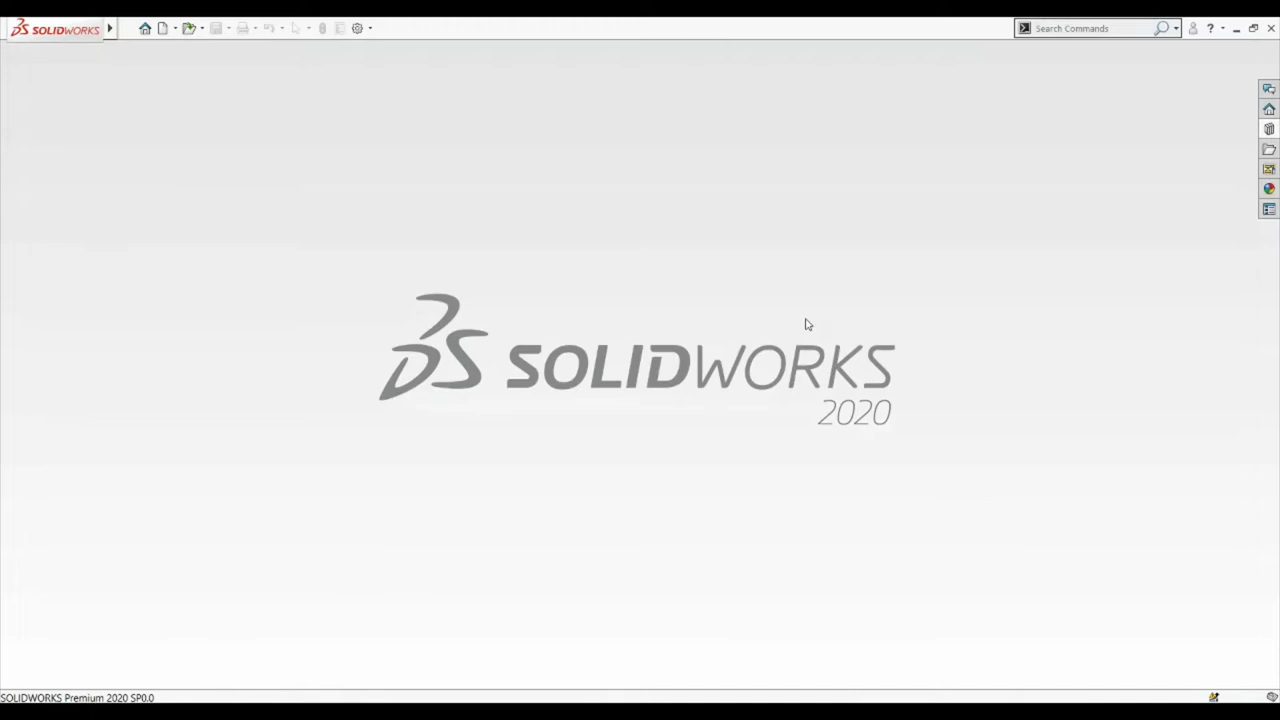 SOLIDWORKS
Search Commands
?
SOLIDWORKS
2020
SOLIDWORKS Premium 2020 SP0.0